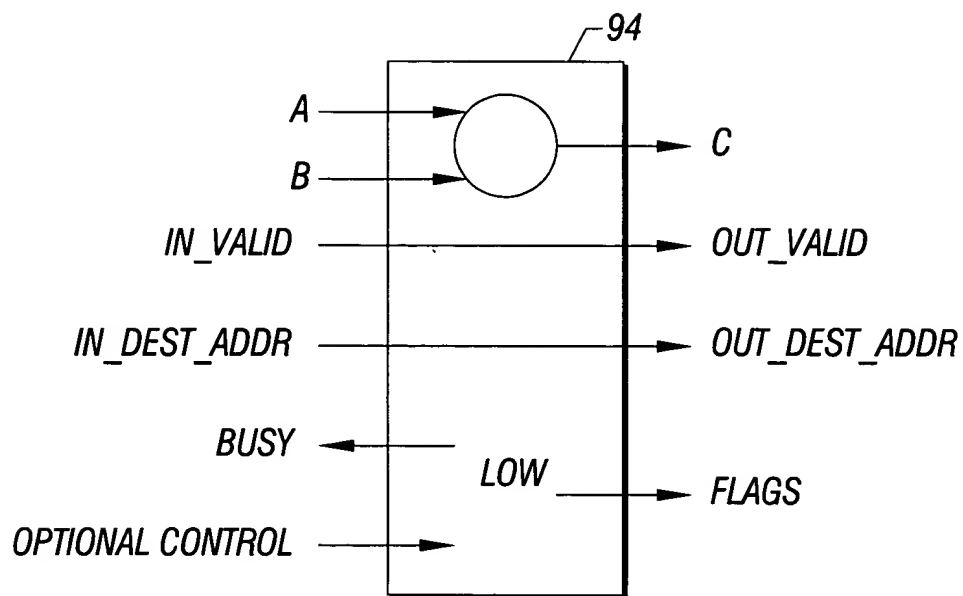 94
A
C
B
IN_VALID
OUT_VALID
IN_DEST_ADDR
OUT_DEST_ADDR
BUSY
LOW
FLAGS
OPTIONAL CONTROL